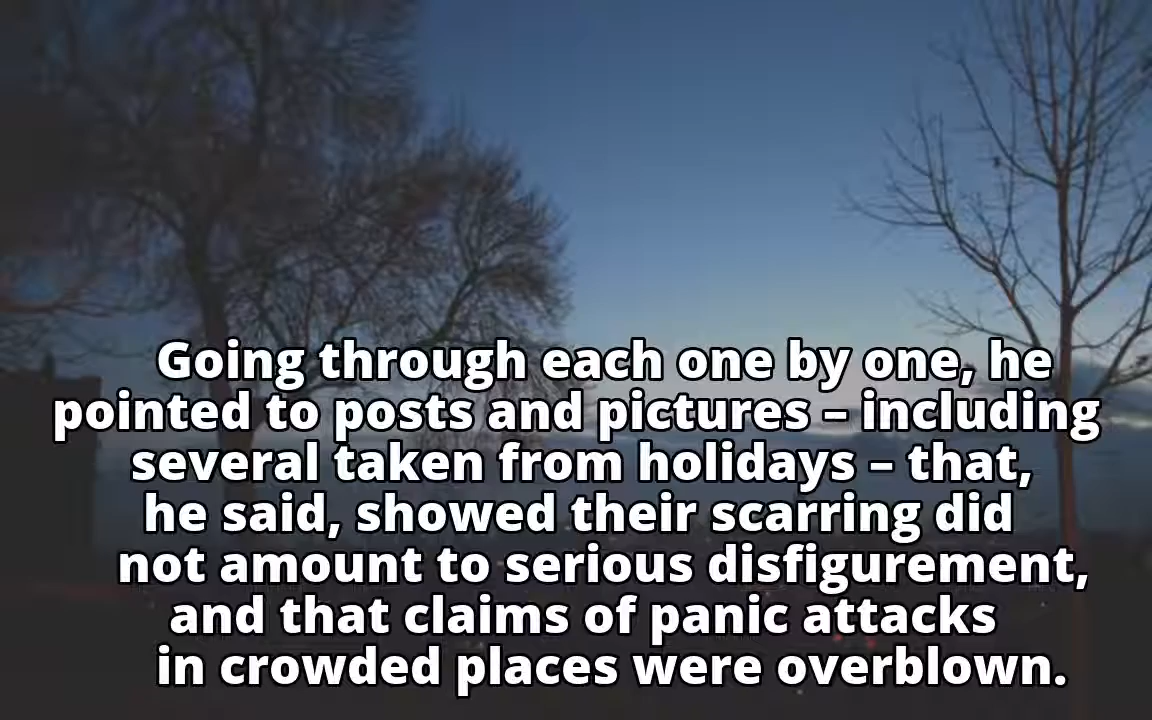 Going through each one by one, he
pointed to posts and pictures – including
several taken from holidays – that,
he said, showed their scarring did
not amount to serious disfigurement,
and that claims of panic attacks
in crowded places were overblown.